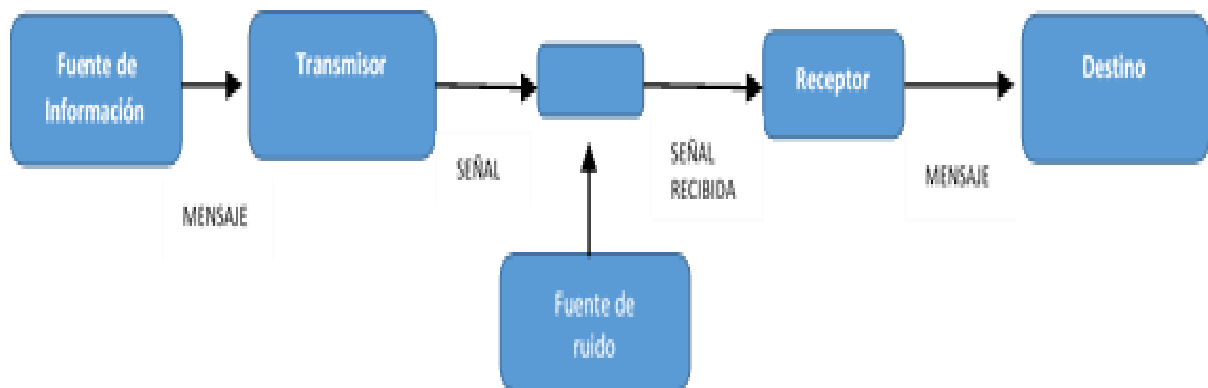 Fuente de
Información
Transmisor
Receptor
Destino
MENSAJE
SEÑAL
SEÑAL
RECIBIDA
MENSAJE
Fuente de
ruido